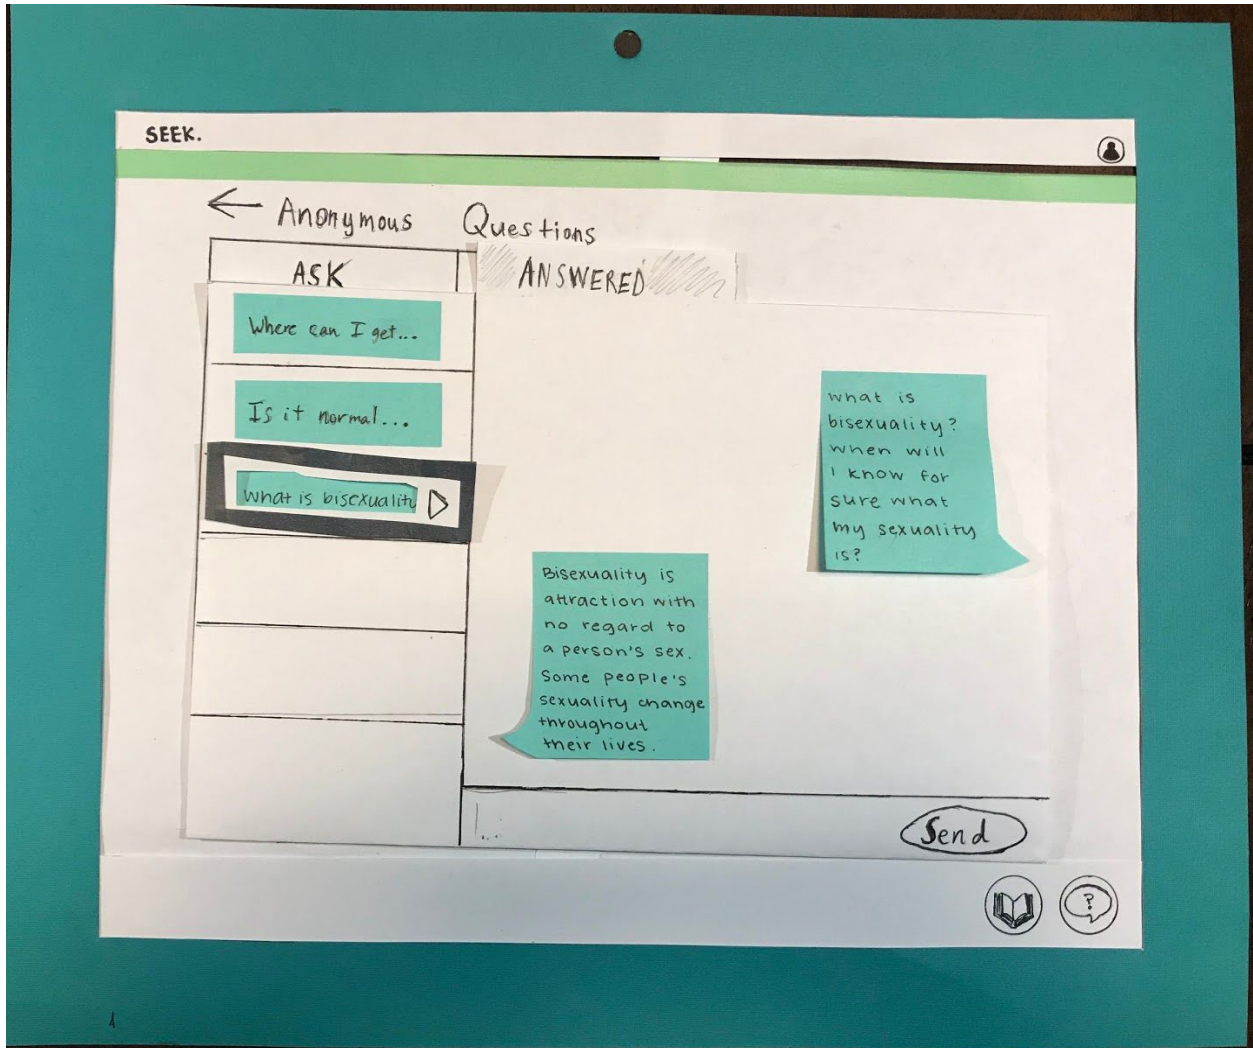 SEEK.
← Anonymous Questions
ASK
ANSWERED
Where can I get...
Is it normal...
What is bisexuality
what is
bisexuality?
when will
I know for
sure what
my sexuality
is?
Bisexuality is
attraction with
no regard to
a person's sex.
Some people's
sexuality change
throughout
their lives.
|...
Send
?
1